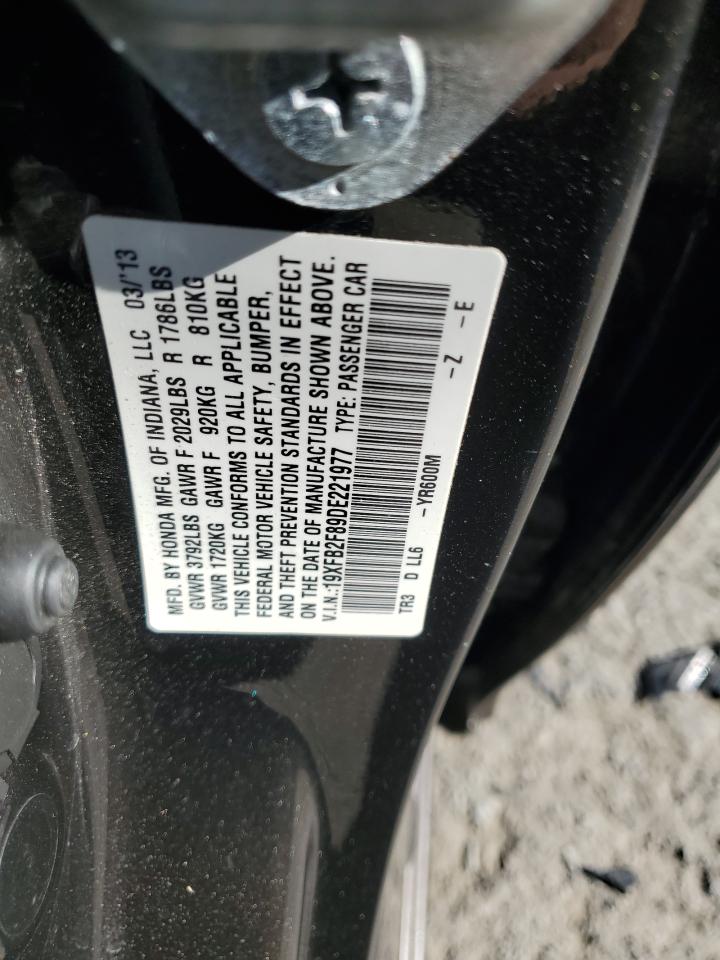 MFD. BY HONDA MFG. OF INDIANA, LLC 03/'13
GVWR 3792LBS GAWR F 2029LBS R 1786LBS
GVWR 1720KG GAWR F 920KG R 810KG
THIS VEHICLE CONFORMS TO ALL APPLICABLE
FEDERAL MOTOR VEHICLE SAFETY, BUMPER,
AND THEFT PREVENTION STANDARDS IN EFFECT
ON THE DATE OF MANUFACTURE SHOWN ABOVE.
V.I.N.:19XFB2F89DE221977 TYPE: PASSENGER CAR
TR3 D LL6 -YR600M -Z -E